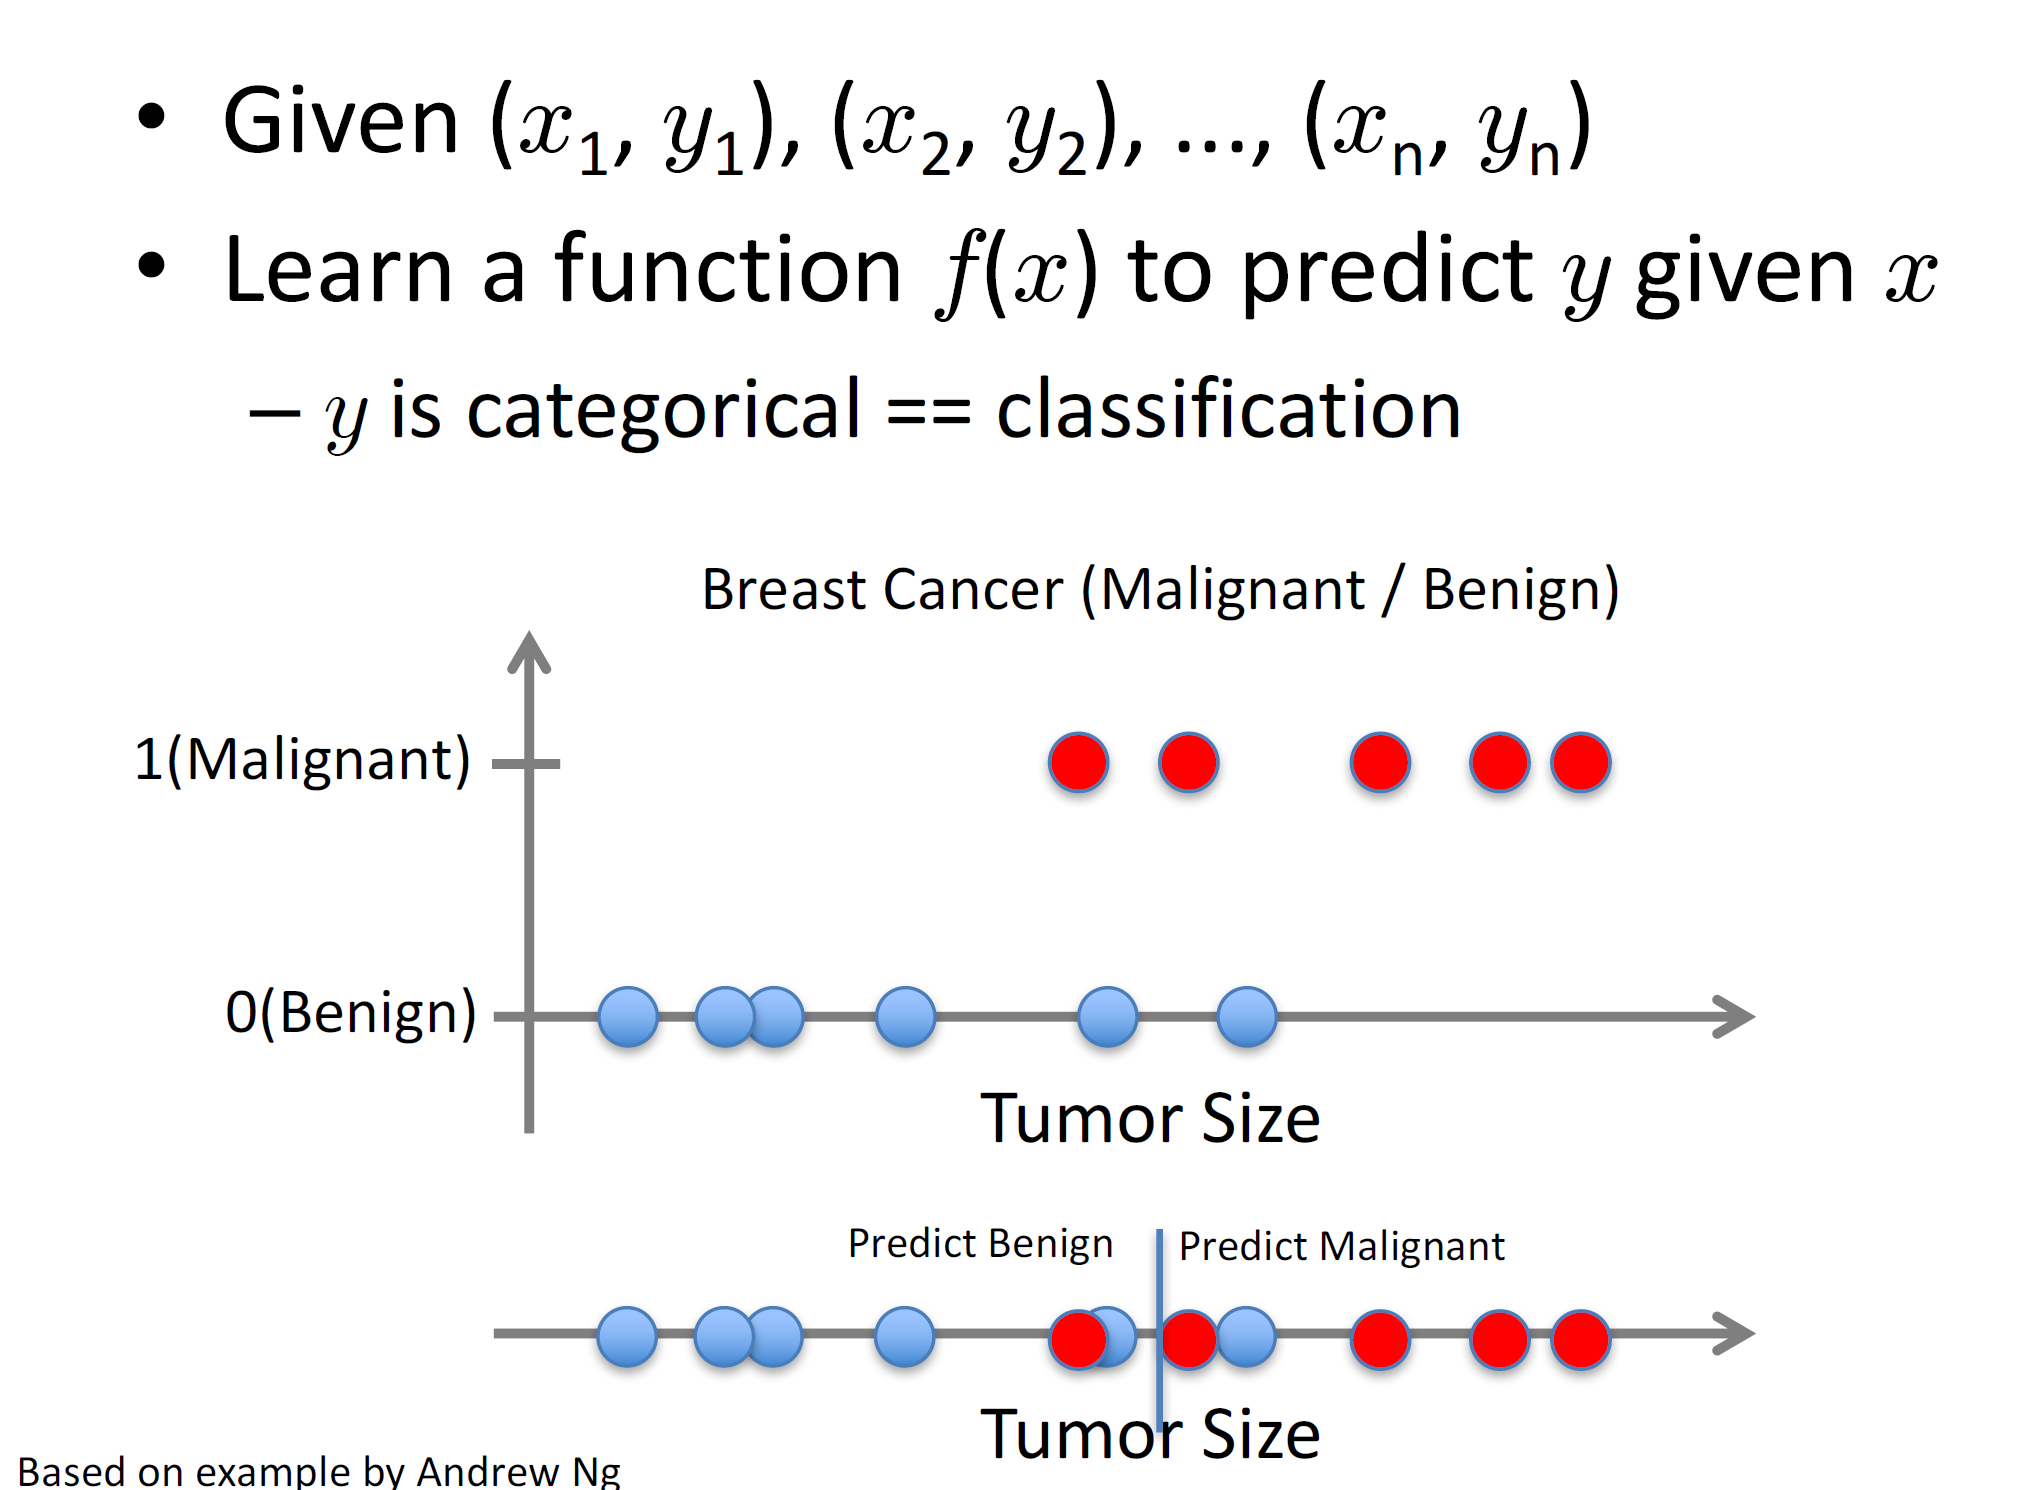 • Given (x1, y1), (x2, y2), ..., (xn, yn)
• Learn a function f(x) to predict y given x
– y is categorical == classification
Breast Cancer (Malignant / Benign)
1(Malignant)
0(Benign)
Tumor Size
Predict Benign
Predict Malignant
Tumor Size
Based on example by Andrew Ng